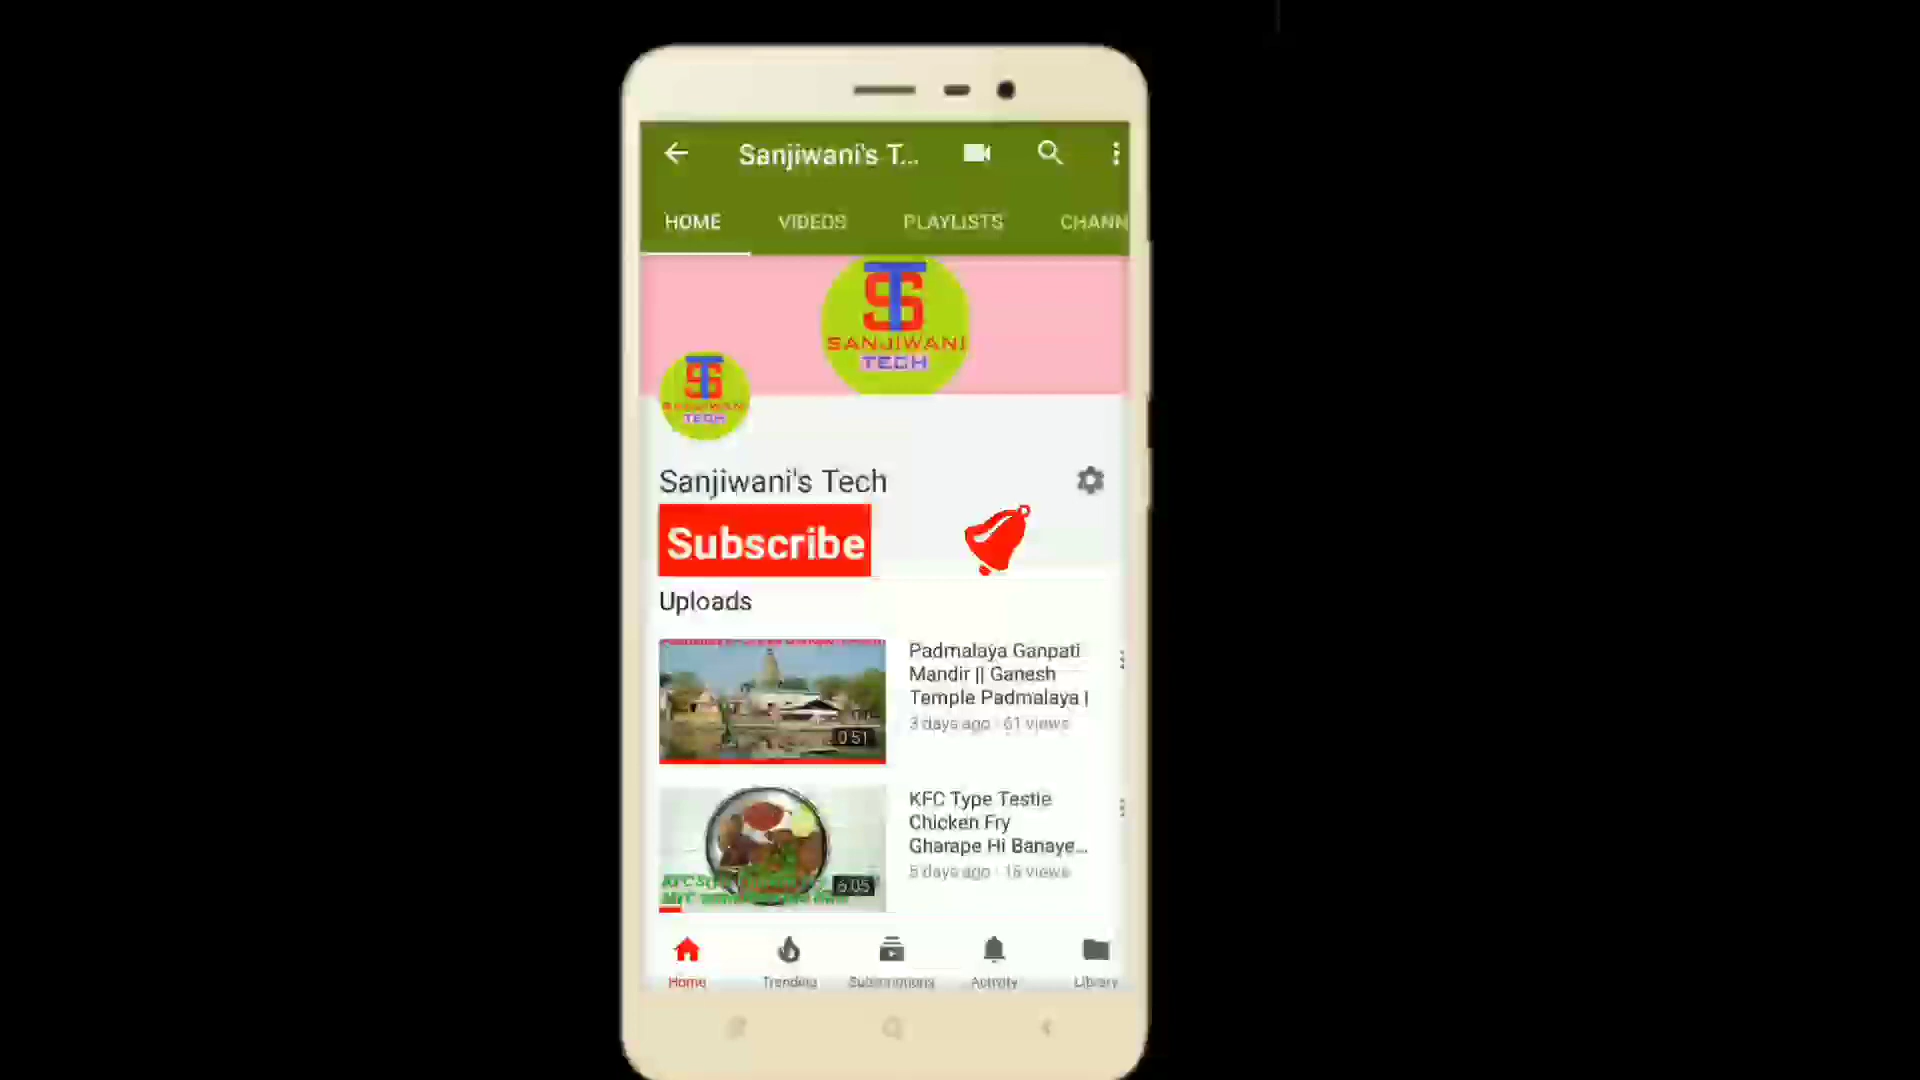 Sanjiwani's T...
HOME VIDEOS PLAYLISTS CHANN
SANJIWANI
TECH
TECH
Sanjiwani's Tech
Subscribe
Uploads
Padmalaya Ganpati
Mandir || Ganesh
Temple Padmalaya |
3 days ago · 61 views
0:51
KFC Type Testie
Chicken Fry
Gharape Hi Banaye...
5 days ago · 16 views
6:05
Home Trending Subscriptions Activity Library